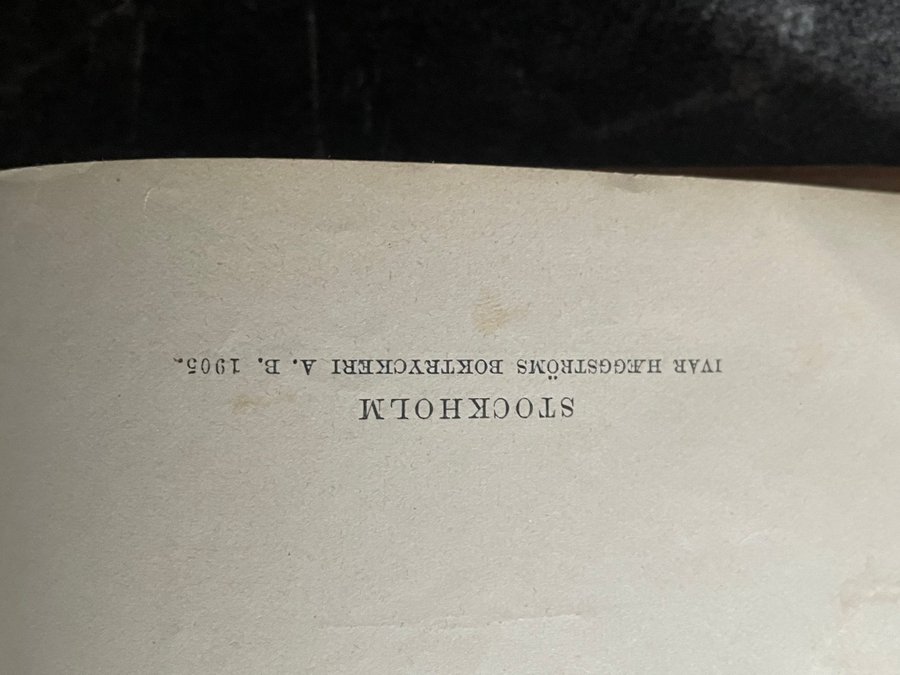 STOCKHOLM
IVAR HÆGGSTRÖMS BOKTRYCKERI A. B. 1905.